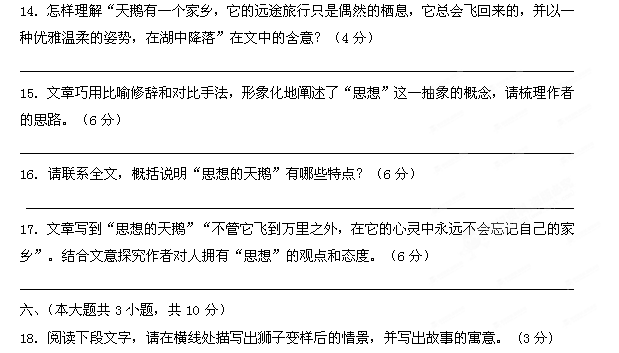 14. 怎样理解“天鹅有一个家乡，它的远途旅行只是偶然的栖息，它总会飞回来的，并以一
种优雅温柔的姿势，在湖中降落”在文中的含意？（4 分）
15. 文章巧用比喻修辞和对比手法，形象化地阐述了“思想”这一抽象的概念，请梳理作者
的思路。（6 分）
16. 请联系全文，概括说明“思想的天鹅”有哪些特点？（6 分）
17. 文章写到“思想的天鹅”“不管它飞到万里之外，在它的心灵中永远不会忘记自己的家
乡”。结合文意探究作者对人拥有“思想”的观点和态度。（6 分）
六、（本大题共 3 小题，共 10 分）
18. 阅读下段文字，请在横线处描写出狮子变样后的情景，并写出故事的寓意。（3 分）